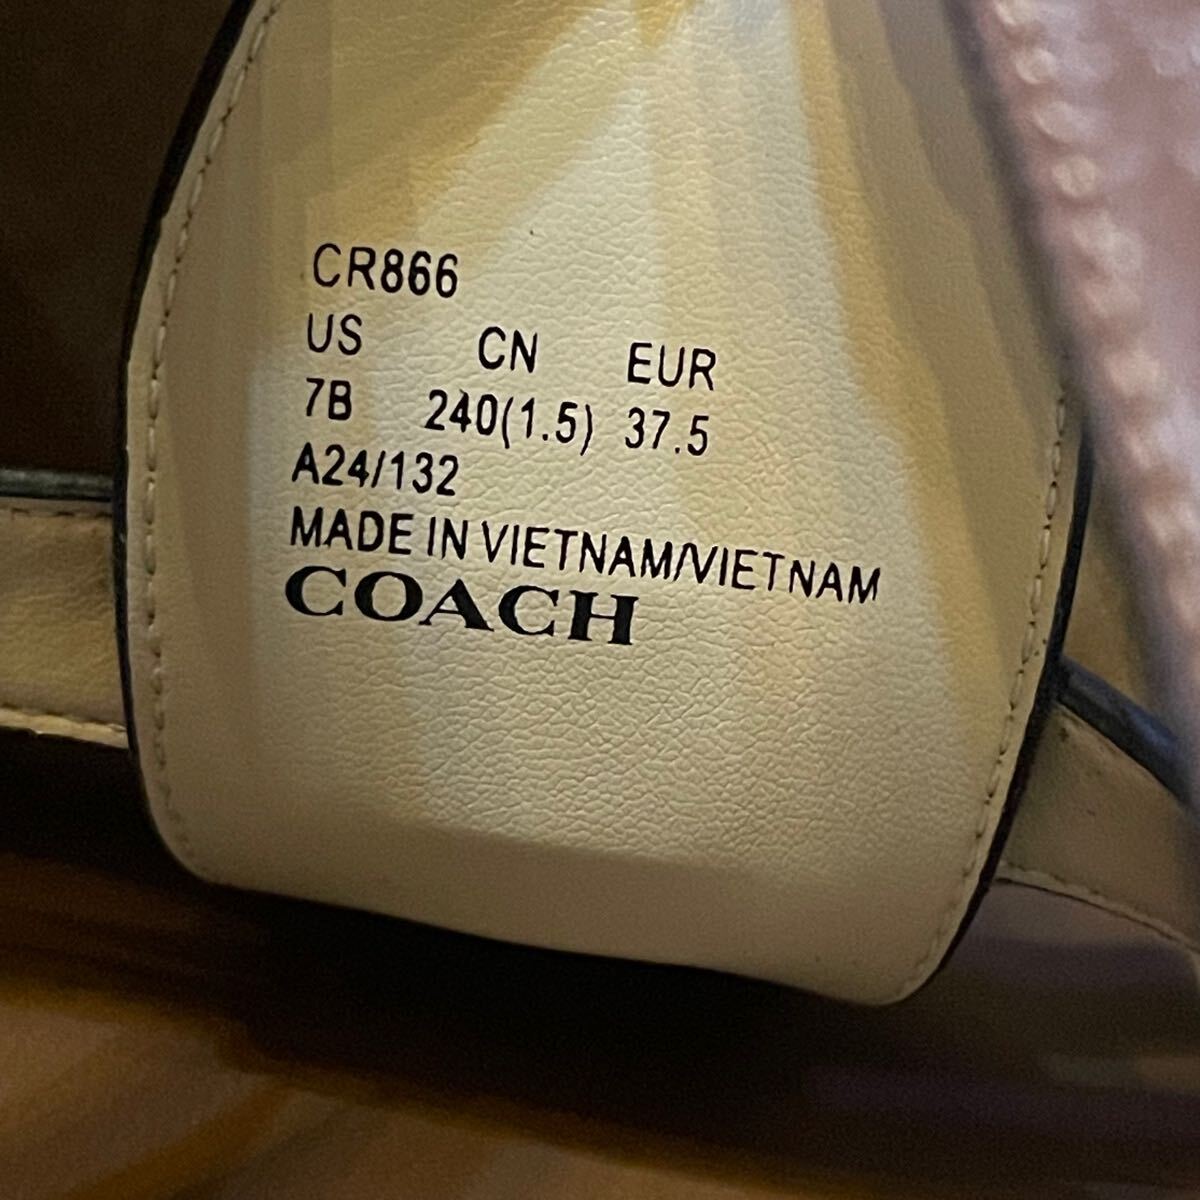 CR866
US CN EUR
7B 240(1.5) 37.5
A24/132
MADE IN VIETNAM/VIETNAM
COACH